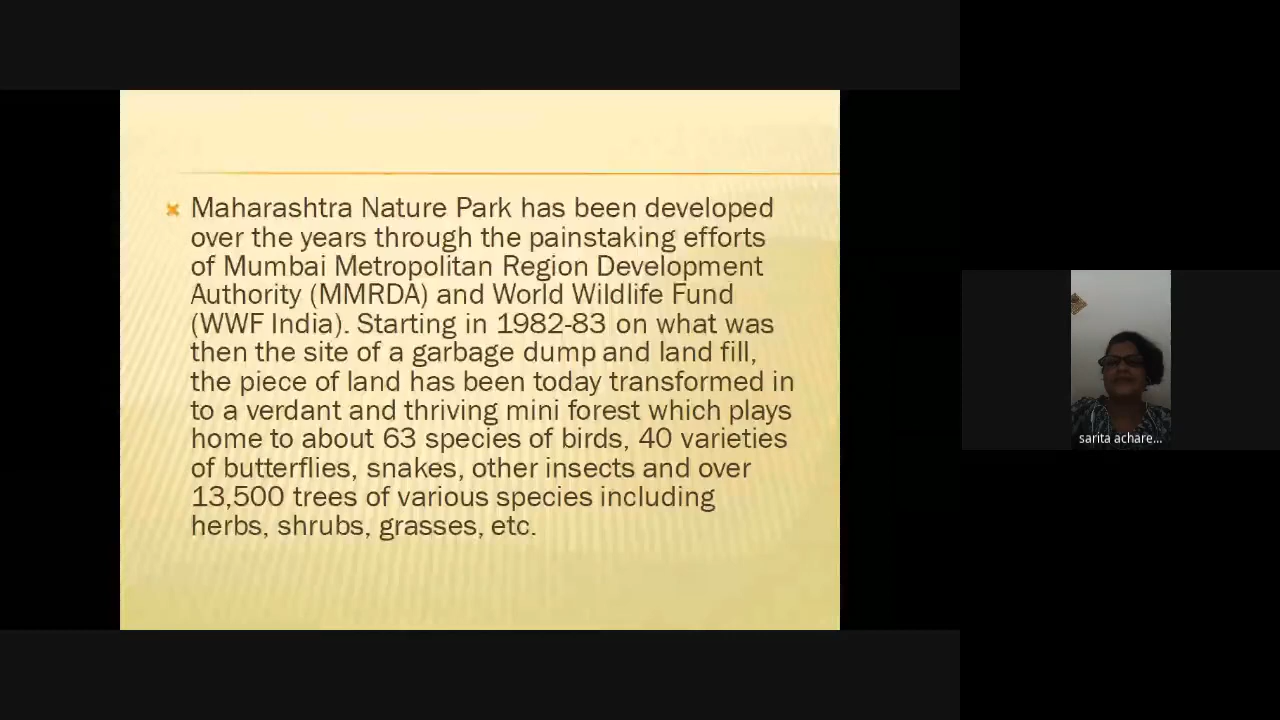 Maharashtra Nature Park has been developed
over the years through the painstaking efforts
of Mumbai Metropolitan Region Development
Authority (MMRDA) and World Wildlife Fund
(WWF India). Starting in 1982-83 on what was
then the site of a garbage dump and land fill,
the piece of land has been today transformed in
to a verdant and thriving mini forest which plays
home to about 63 species of birds, 40 varieties
of butterflies, snakes, other insects and over
13,500 trees of various species including
herbs, shrubs, grasses, etc.
sarita achare...